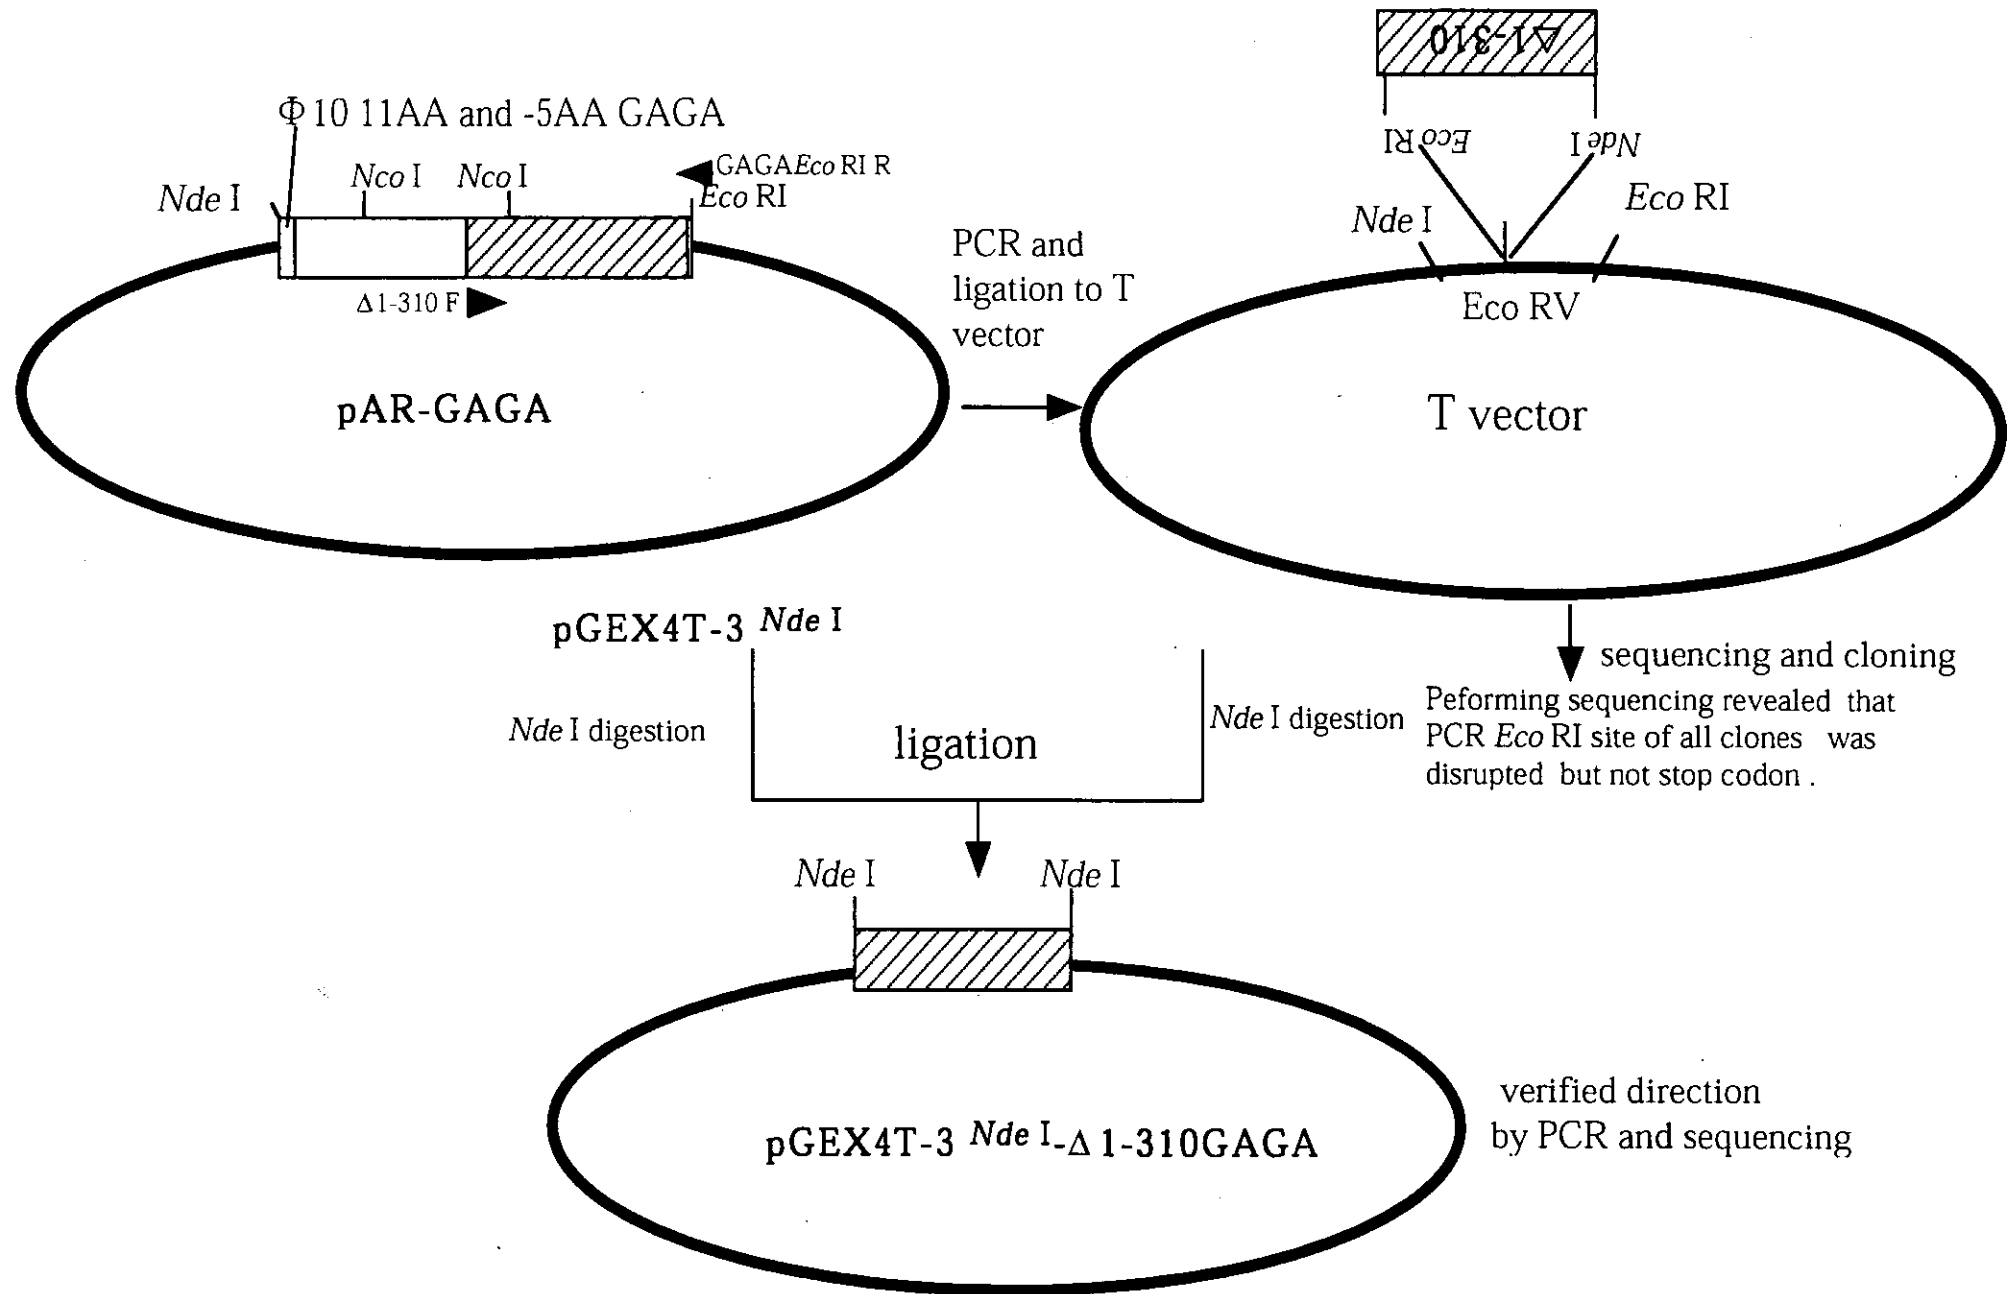 Φ10 11AA and -5AA GAGA
Nde I
Nco I
Nco I
GAGAEco RI R
Eco RI
Δ1-310 F
pAR-GAGA
PCR and
ligation to T
vector
Δ1-310
Eco RI
Nde I
Nde I
Eco RI
Eco RV
T vector
sequencing and cloning
Peforming sequencing revealed that
PCR Eco RI site of all clones was
disrupted but not stop codon .
pGEX4T-3 Nde I
Nde I digestion
ligation
Nde I digestion
Nde I
Nde I
pGEX4T-3 Nde I-Δ 1-310GAGA
verified direction
by PCR and sequencing